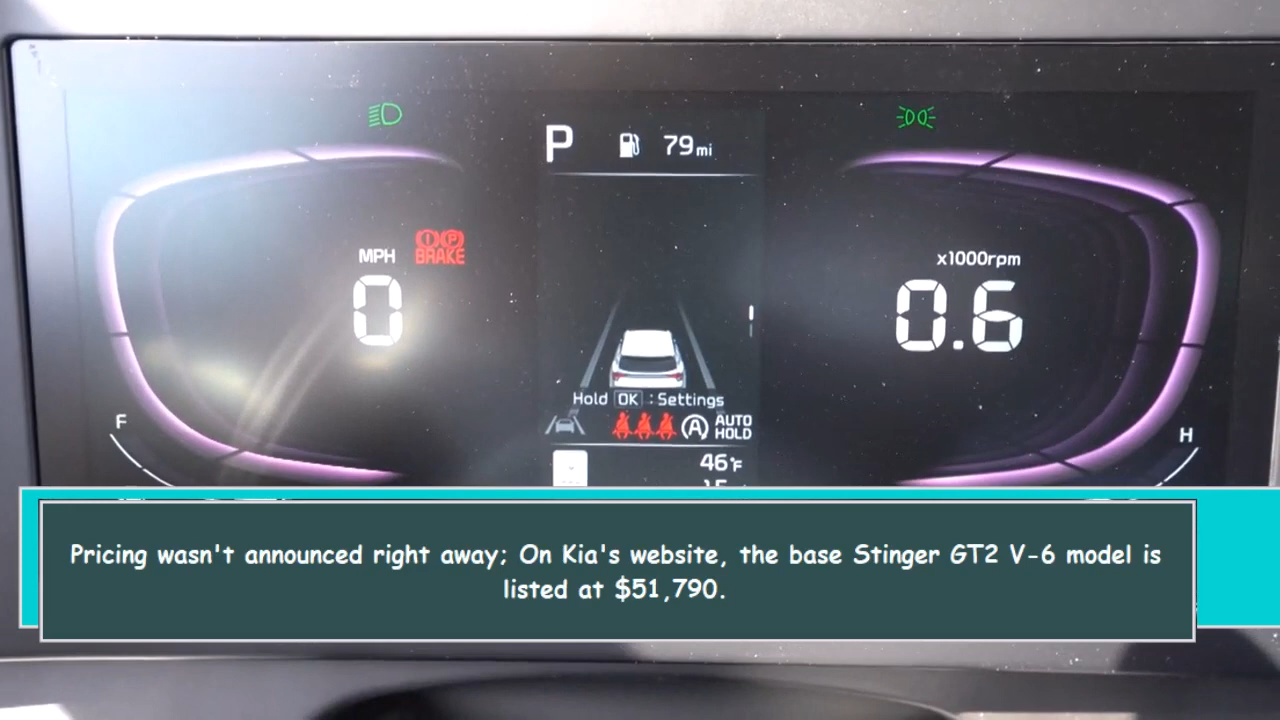 P 79mi
MPH
BRAKE
0
x1000rpm
0.6
Hold OK : Settings
AUTO
HOLD
F
H
46°F
Pricing wasn't announced right away; On Kia's website, the base Stinger GT2 V-6 model is
listed at $51,790.